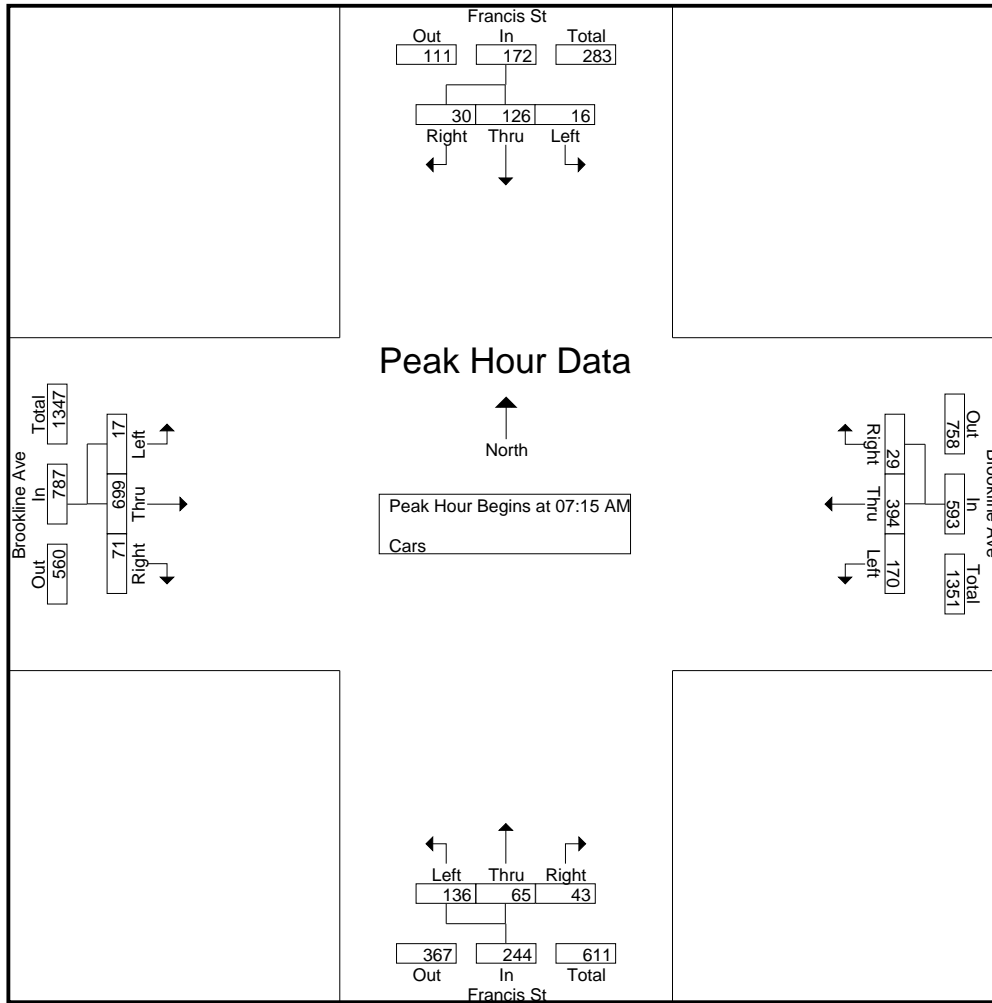 Francis St
Out In Total
111 172 283
30 126 16
Right Thru Left
Peak Hour Data
North
Peak Hour Begins at 07:15 AM
Cars
Brookline Ave
Total In Out
1347 787 560
17 699 71
Left Thru Right
Brookline Ave
Out In Total
758 593 1351
29 394 170
Right Thru Left
Left Thru Right
136 65 43
367 244 611
Out In Total
Francis St